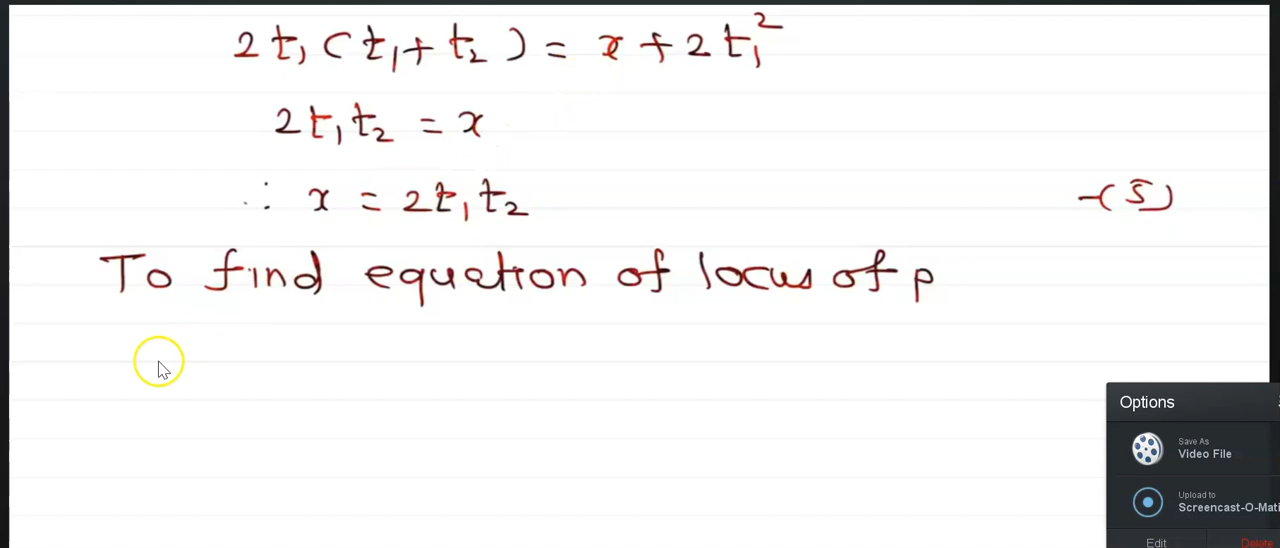 2t₁(t₁+t₂) = x+2t₁²
2t₁t₂ = x
∴ x = 2t₁t₂ -(5)
To find equation of locus of p
Options
Save As
Video File
Upload to
Screencast-O-Mati
Edit Delete